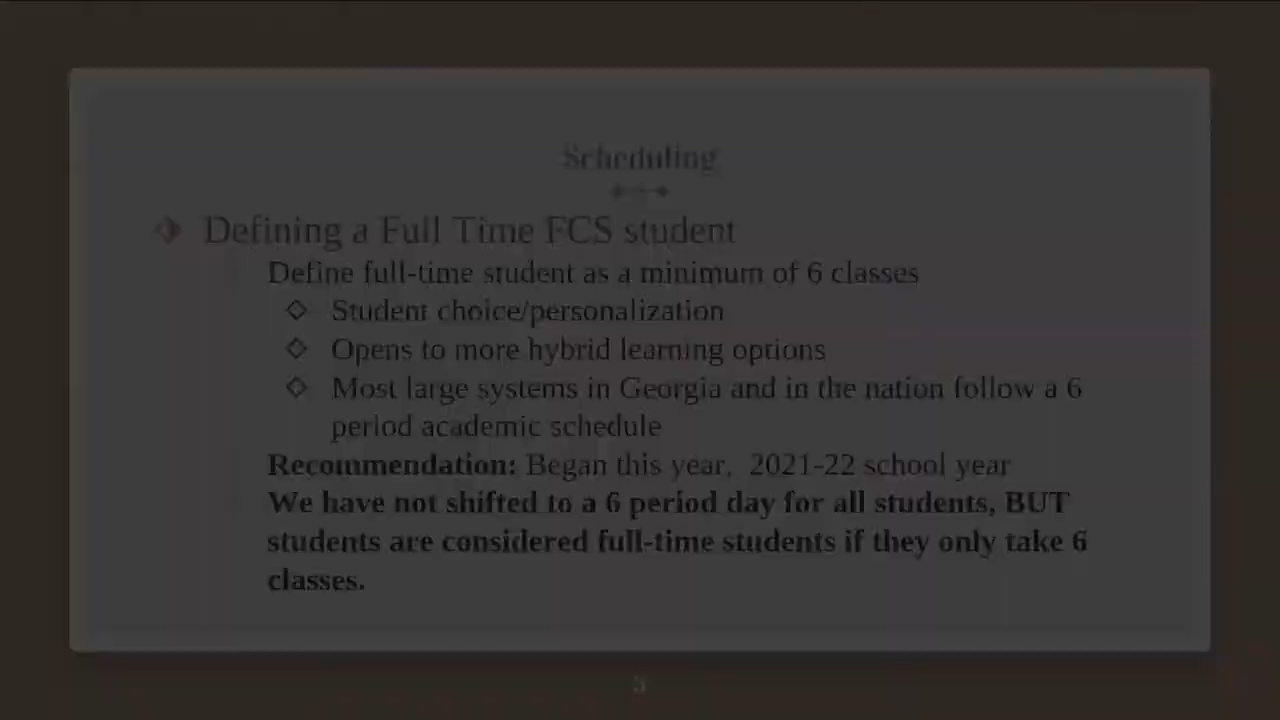 Scheduling
Defining a Full Time FCS student
Define full-time student as a minimum of 6 classes
Student choice/personalization
Opens to more hybrid learning options
Most large systems in Georgia and in the nation follow a 6
period academic schedule
Recommendation: Began this year, 2021-22 school year
We have not shifted to a 6 period day for all students, BUT
students are considered full-time students if they only take 6
classes.